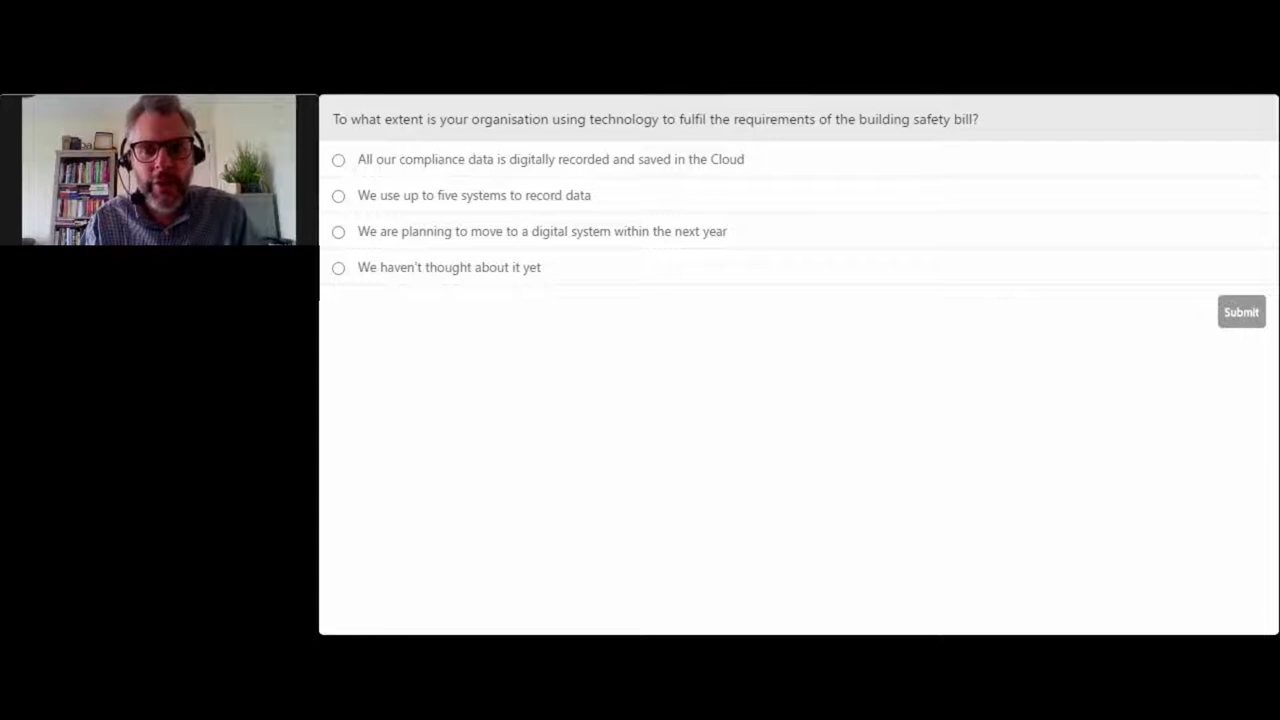 To what extent is your organisation using technology to fulfil the requirements of the building safety bill?
All our compliance data is digitally recorded and saved in the Cloud
We use up to five systems to record data
We are planning to move to a digital system within the next year
We haven't thought about it yet
Submit